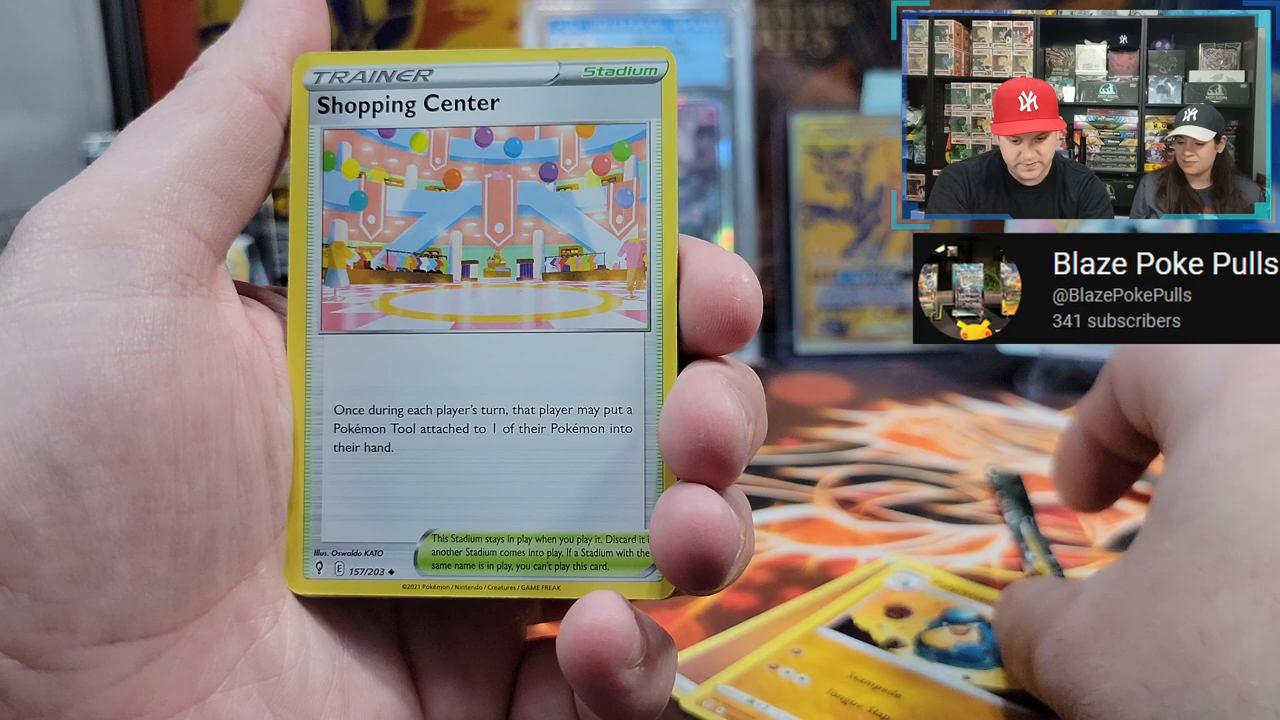 TRAINER
Stadium
Shopping Center
Once during each player's turn, that player may put a
Pokémon Tool attached to 1 of their Pokémon into
their hand.
This Stadium stays in play when you play it. Discard it
another Stadium comes into play. If a Stadium with the
same name is in play, you can't play this card.
Illus. Oswaldo KATO
E 157/203
©2021 Pokémon / Nintendo / Creatures / GAME FREAK
Blaze Poke Pulls
@BlazePokePulls
341 subscribers
Stampede
Tongue Slap